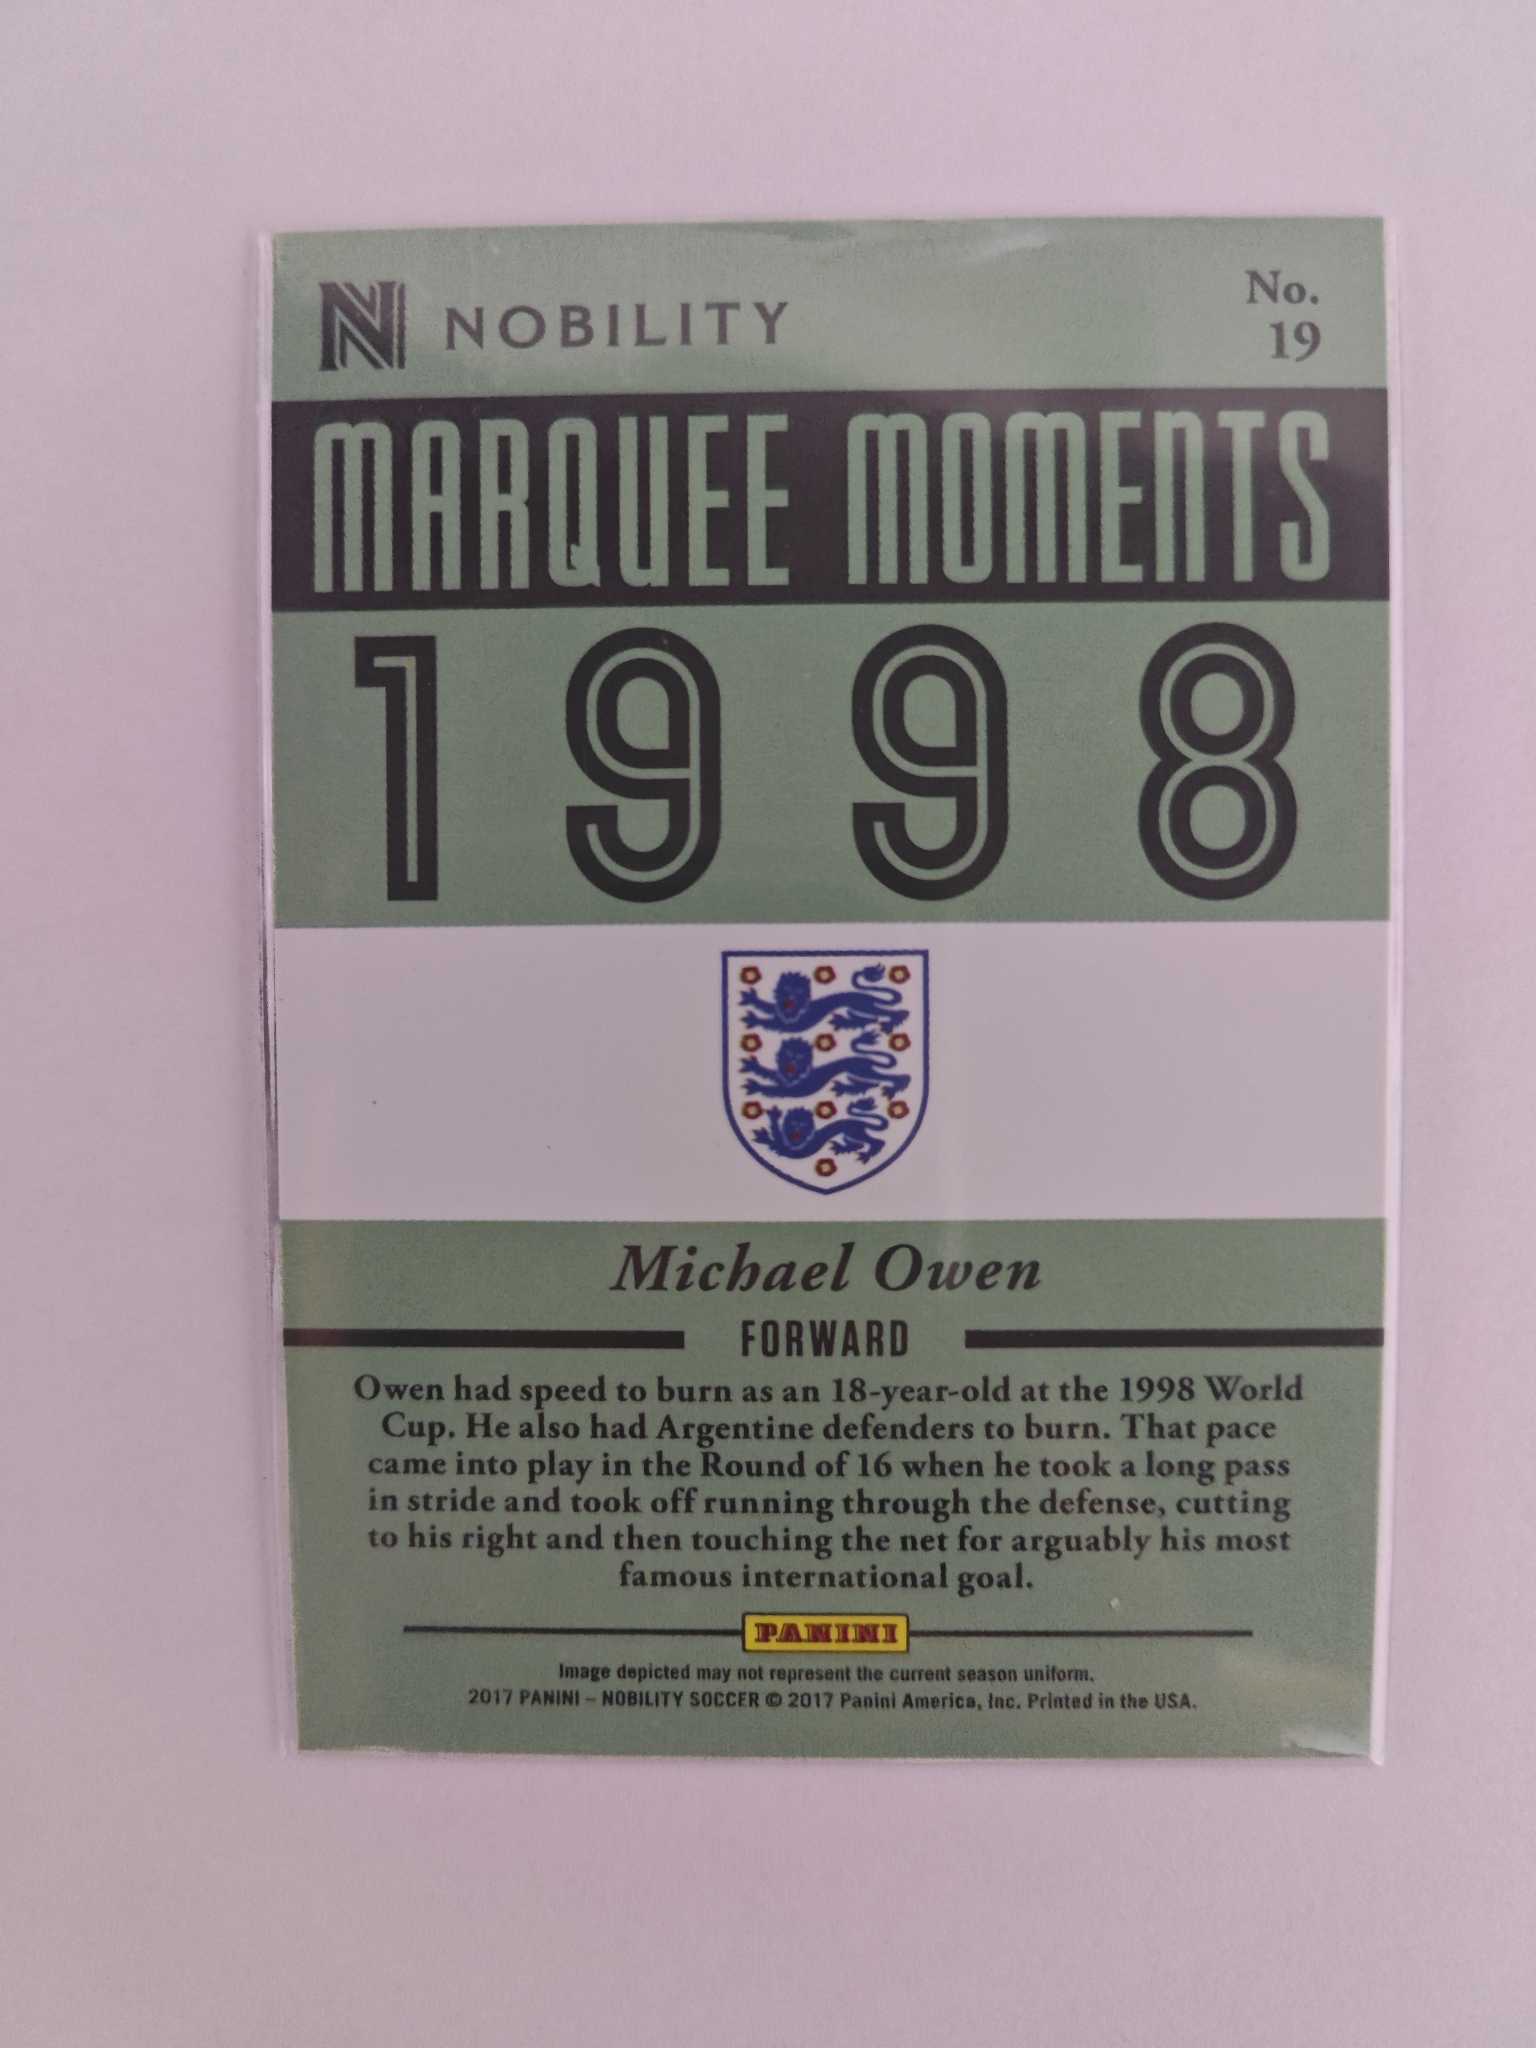 N NOBILITY
No.
19
MARQUEE MOMENTS
1998
Michael Owen
FORWARD
Owen had speed to burn as an 18-year-old at the 1998 World
Cup. He also had Argentine defenders to burn. That pace
came into play in the Round of 16 when he took a long pass
in stride and took off running through the defense, cutting
to his right and then touching the net for arguably his most
famous international goal.
PANINI
Image depicted may not represent the current season uniform.
2017 PANINI – NOBILITY SOCCER © 2017 Panini America, Inc. Printed in the USA.